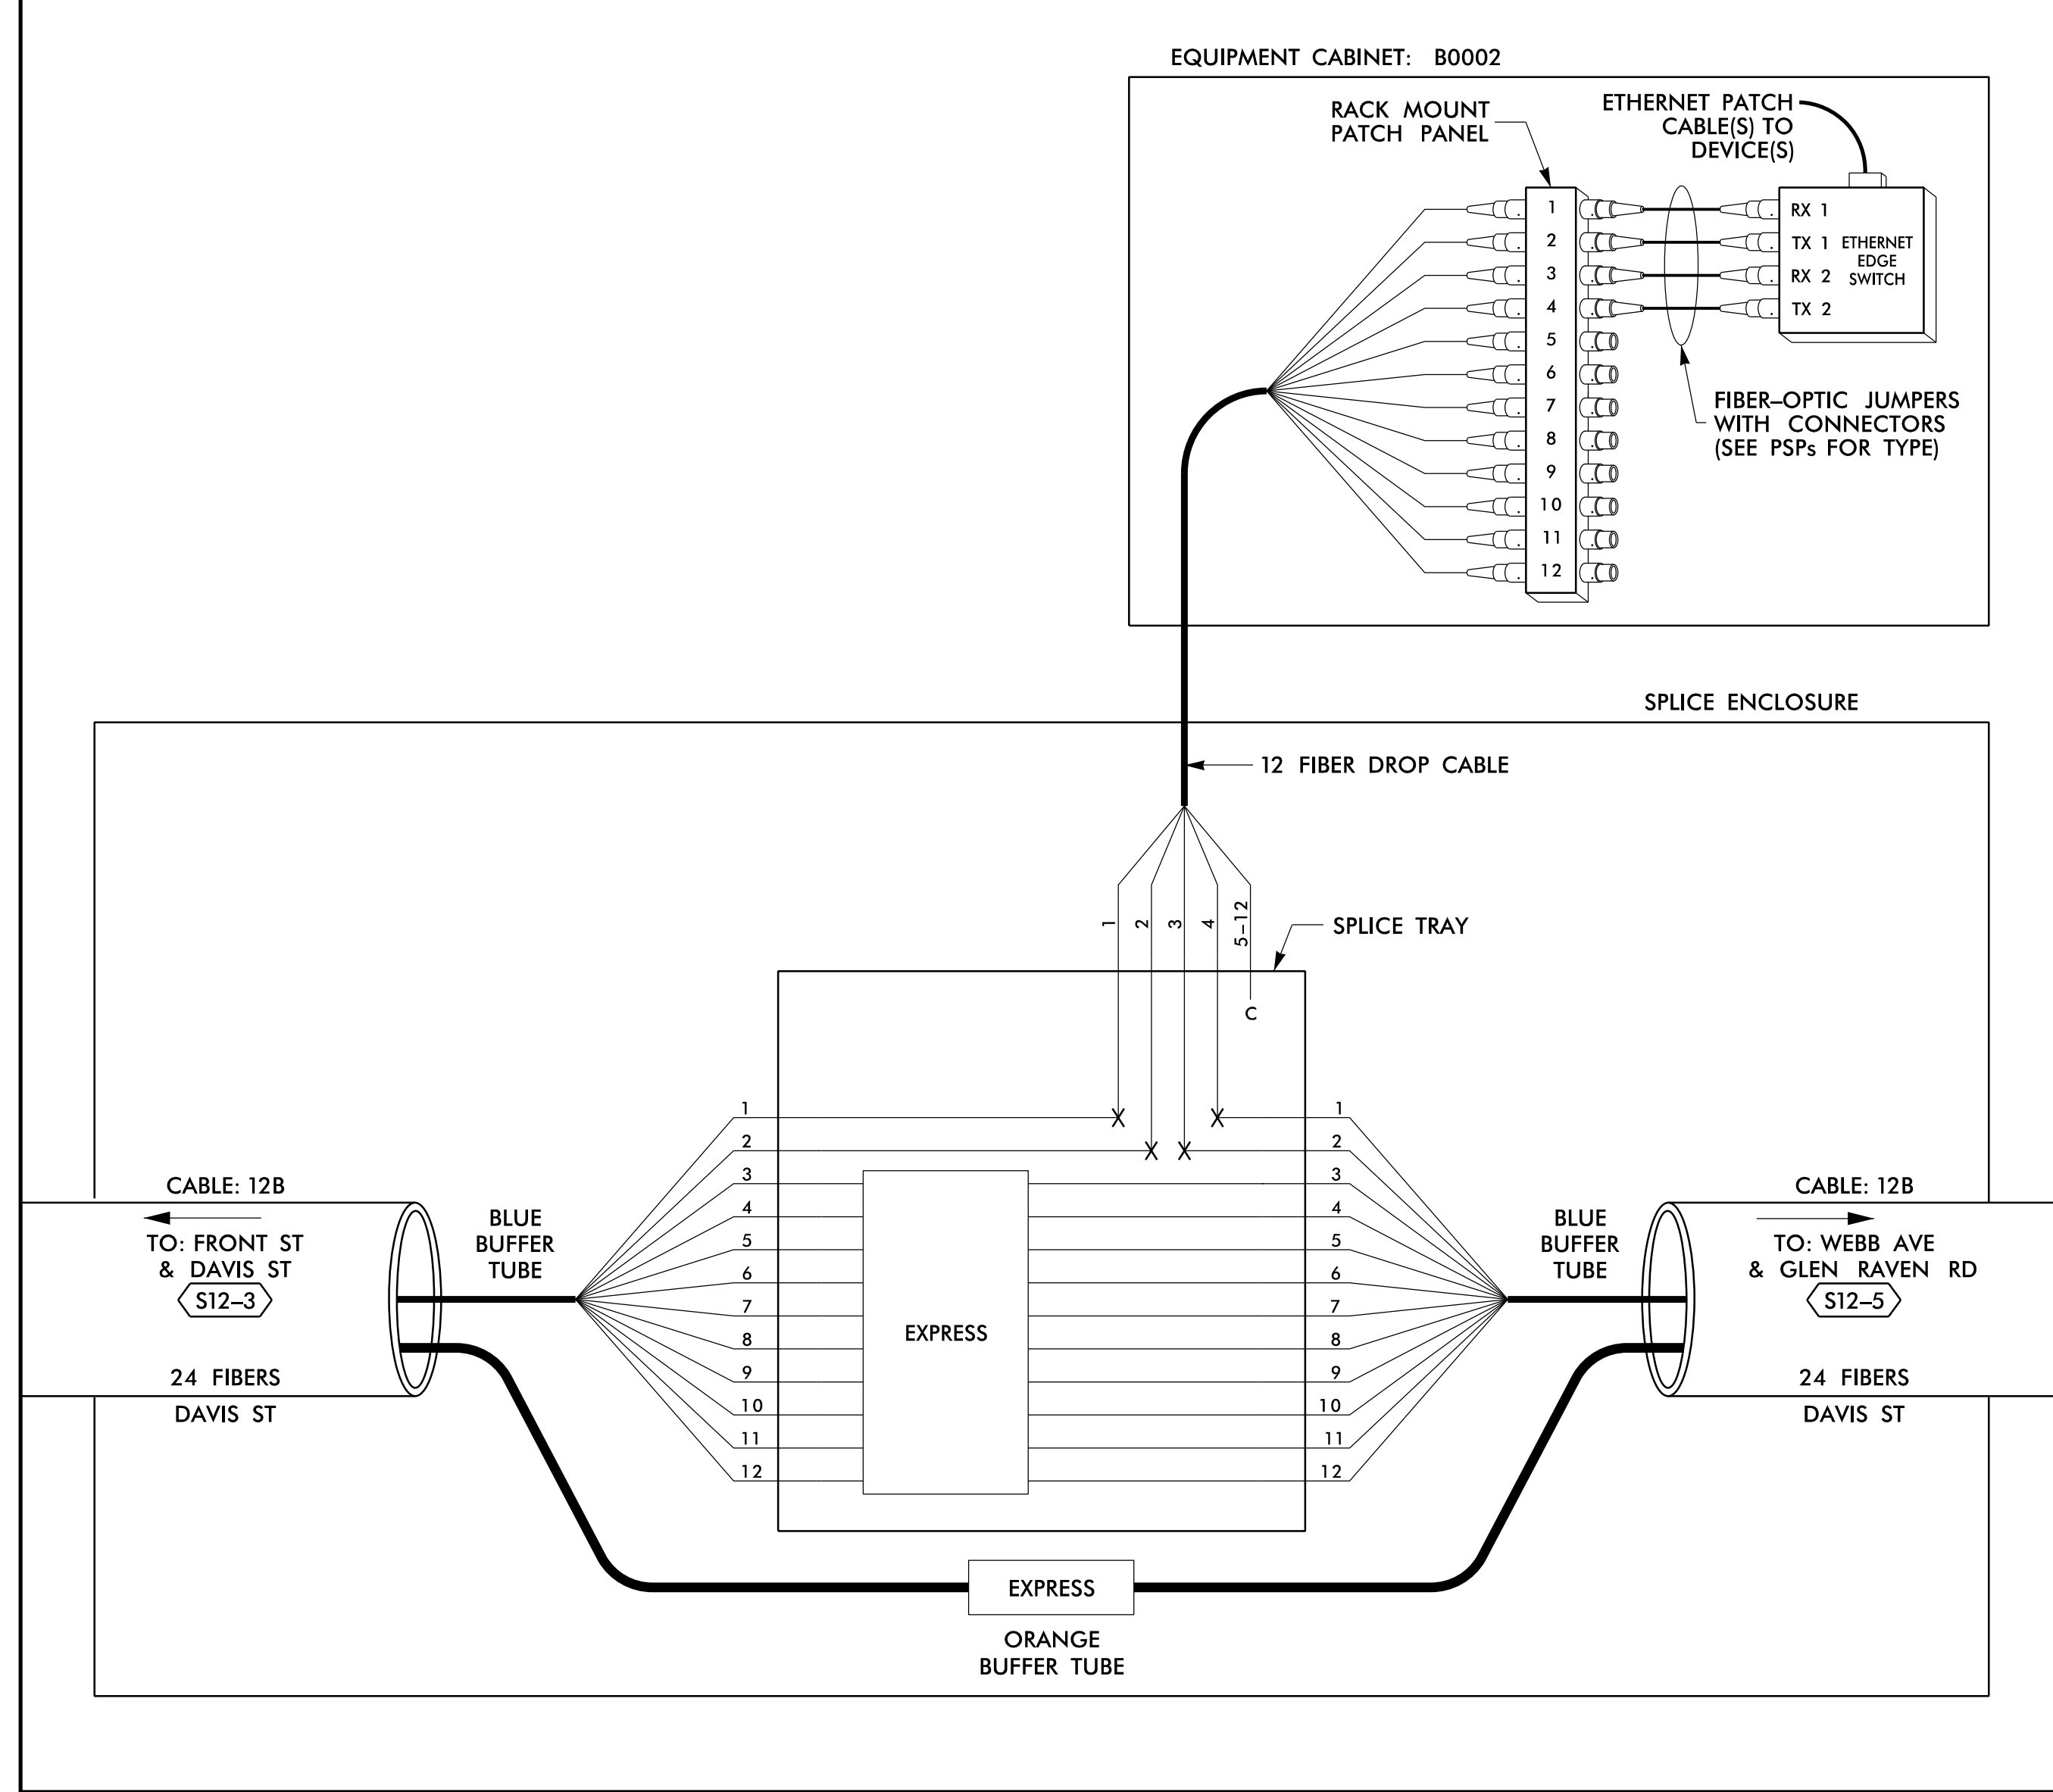 EQUIPMENT CABINET: B0002
RACK MOUNT
PATCH PANEL
ETHERNET PATCH
CABLE(S) TO
DEVICE(S)
1
2
3
4
5
6
7
8
9
10
11
12
RX 1
TX 1
RX 2
TX 2
ETHERNET
EDGE
SWITCH
FIBER–OPTIC JUMPERS
WITH CONNECTORS
(SEE PSPs FOR TYPE)
SPLICE ENCLOSURE
12 FIBER DROP CABLE
1
2
3
4
5–12
C
SPLICE TRAY
CABLE: 12B
TO: FRONT ST
& DAVIS ST
S12–3
24 FIBERS
DAVIS ST
BLUE
BUFFER
TUBE
1
2
3
4
5
6
7
8
9
10
11
12
EXPRESS
1
2
3
4
5
6
7
8
9
10
11
12
BLUE
BUFFER
TUBE
CABLE: 12B
TO: WEBB AVE
& GLEN RAVEN RD
S12–5
24 FIBERS
DAVIS ST
EXPRESS
ORANGE
BUFFER TUBE